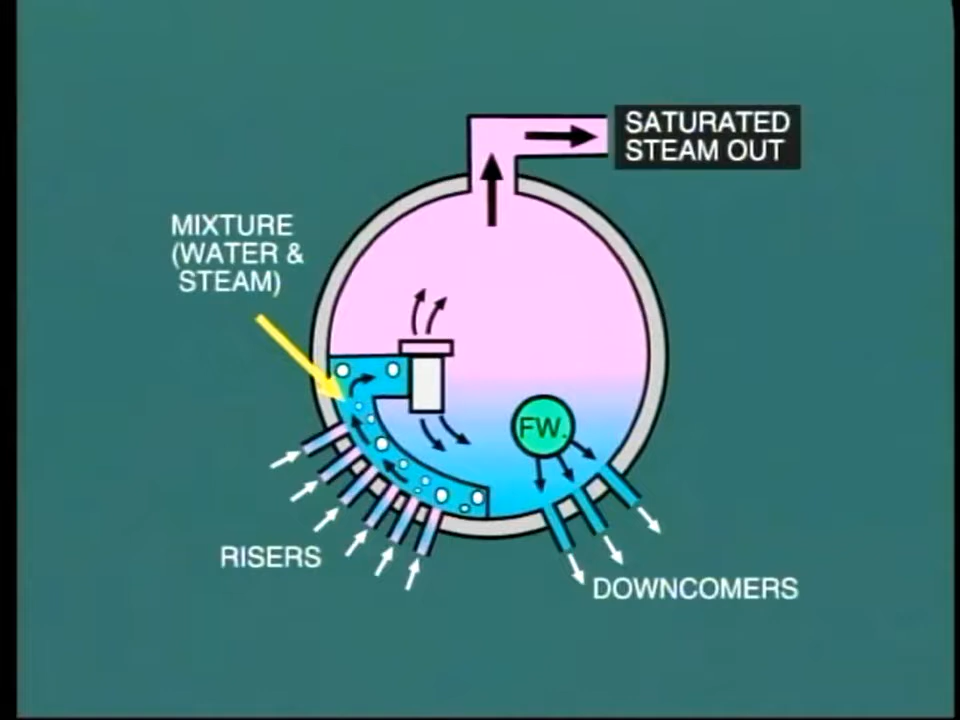 SATURATED
STEAM OUT
MIXTURE
(WATER &
STEAM)
FW.
RISERS
DOWNCOMERS